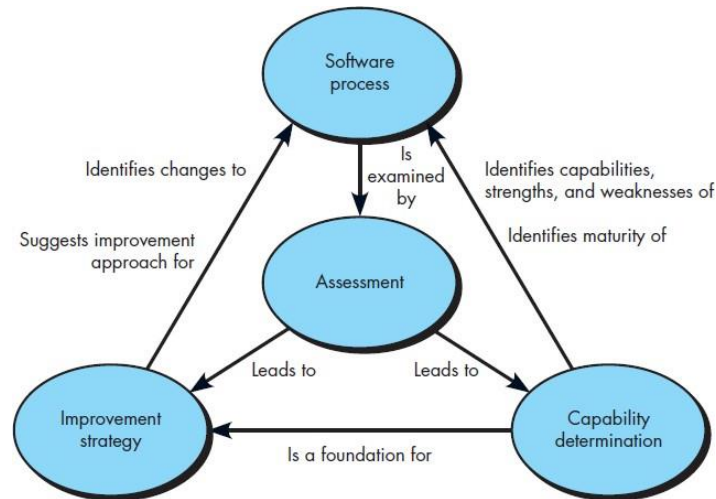 Software
process
Identifies changes to
Is
examined
by
Identifies capabilities,
strengths, and weaknesses of
Suggests improvement
approach for
Identifies maturity of
Assessment
Leads to
Leads to
Improvement
strategy
Capability
determination
Is a foundation for